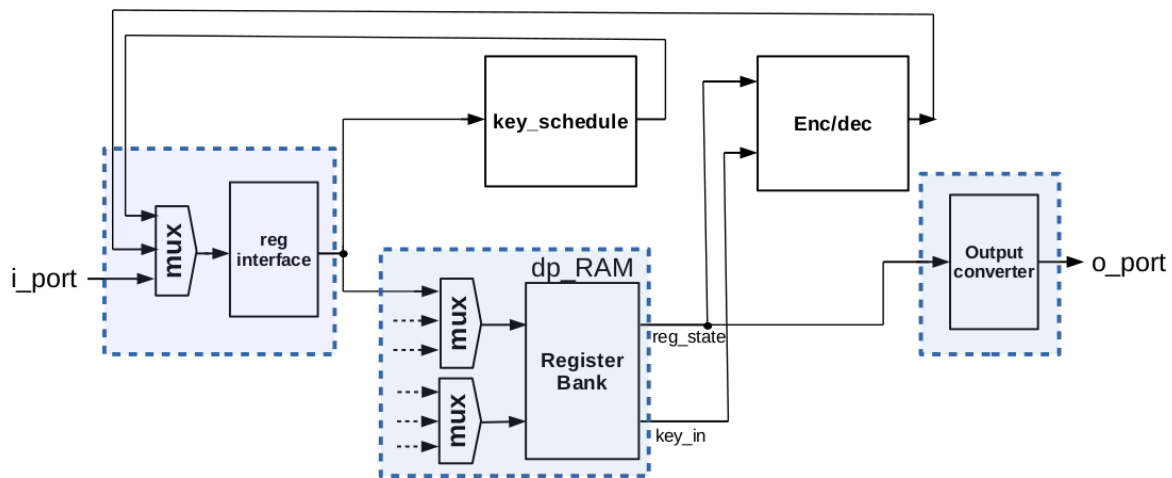 key_schedule
Enc/dec
mux
reg
interface
i_port
dp_RAM
mux
mux
Register
Bank
reg_state
key_in
Output
converter
o_port